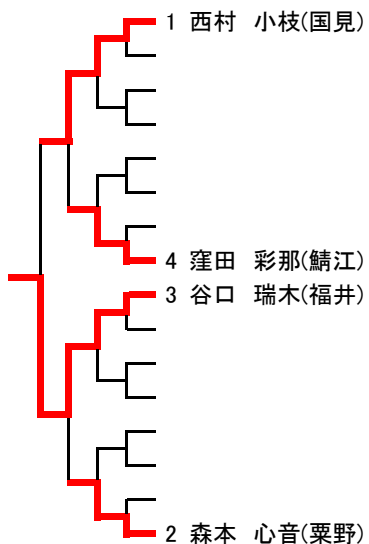 1 西村　小枝(国見)
4 窪田　彩那(鯖江)
3 谷口　瑞木(福井)
2 森本　心音(粟野)